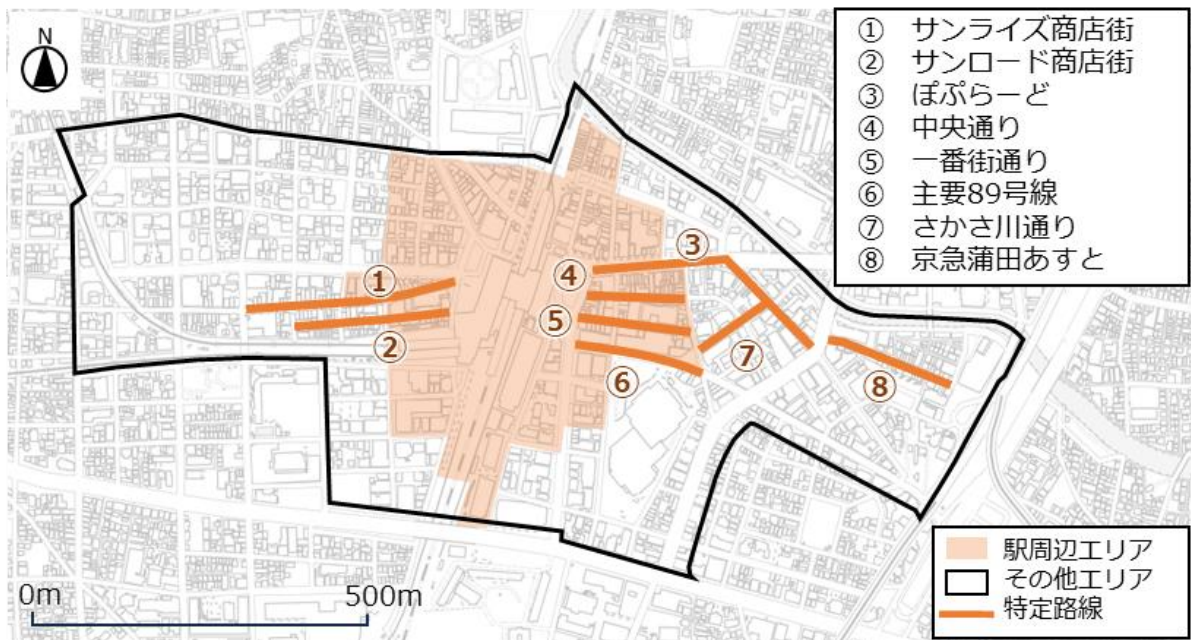 N
① サンライズ商店街
② サンロード商店街
③ ぽぷらーど
④ 中央通り
⑤ 一番街通り
⑥ 主要89号線
⑦ さかさ川通り
⑧ 京急蒲田あすと
③
①
④
⑤
②
⑦
⑥
⑧
駅周辺エリア
その他エリア
特定路線
0m 500m